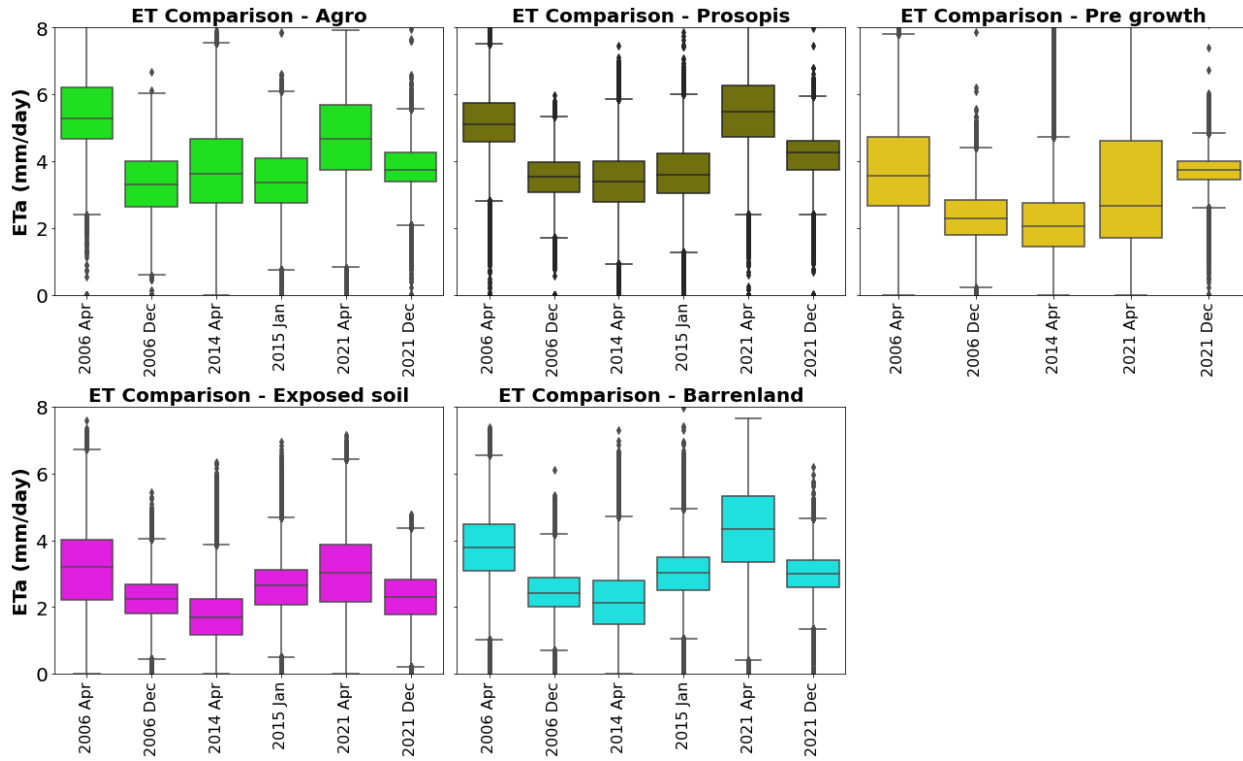 ET Comparison - Agro
ET Comparison - Prosopis
ET Comparison - Pre growth
ETa (mm/day)
8
6
4
2
0
2006 Apr
2006 Dec
2014 Apr
2015 Jan
2021 Apr
2021 Dec
2006 Apr
2006 Dec
2014 Apr
2015 Jan
2021 Apr
2021 Dec
2006 Apr
2006 Dec
2014 Apr
2021 Apr
2021 Dec
ET Comparison - Exposed soil
ET Comparison - Barrenland
ETa (mm/day)
8
6
4
2
0
2006 Apr
2006 Dec
2014 Apr
2015 Jan
2021 Apr
2021 Dec
2006 Apr
2006 Dec
2014 Apr
2015 Jan
2021 Apr
2021 Dec